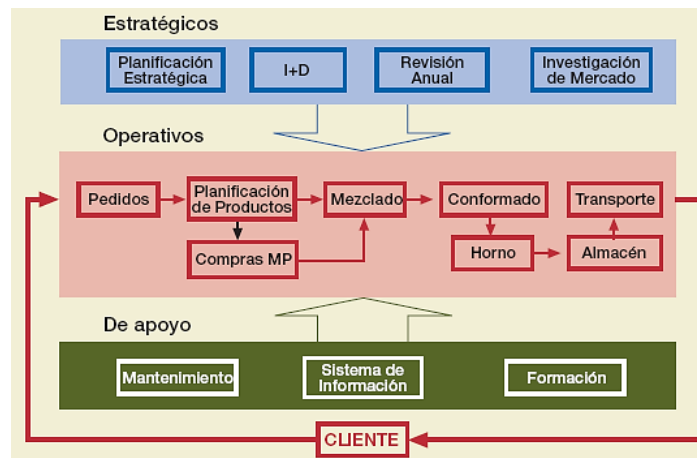 Estratégicos
Planificación
Estratégica
I+D
Revisión
Anual
Investigación
de Mercado
Operativos
Pedidos
Planificación
de Productos
Mezclado
Conformado
Transporte
Compras MP
Horno
Almacén
De apoyo
Mantenimiento
Sistema de
Información
Formación
CLIENTE